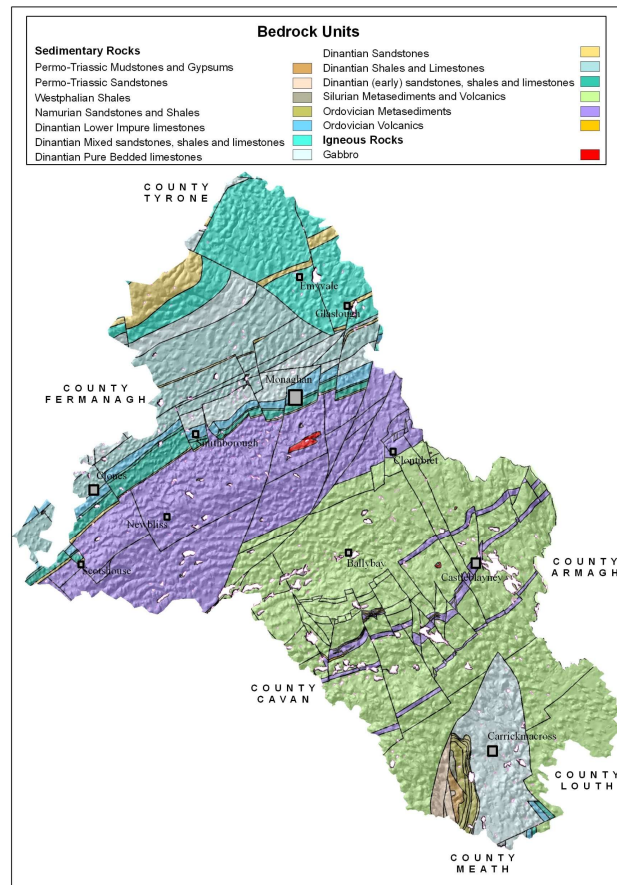 Bedrock Units
Sedimentary Rocks
Permo-Triassic Mudstones and Gypsums
Permo-Triassic Sandstones
Westphalian Shales
Namurian Sandstones and Shales
Dinantian Lower Impure limestones
Dinantian Mixed sandstones, shales and limestones
Dinantian Pure Bedded limestones
Dinantian Sandstones
Dinantian Shales and Limestones
Dinantian (early) sandstones, shales and limestones
Silurian Metasediments and Volcanics
Ordovician Metasediments
Ordovician Volcanics
Igneous Rocks
Gabbro
COUNTY
TYRONE
Emyvale
Glaslough
COUNTY
FERMANAGH
Monaghan
Smithborough
Clontibret
Clones
Newbliss
Scotshouse
Ballybay
Castleblayney
COUNTY
ARMAGH
COUNTY
CAVAN
Carrickmacross
COUNTY
LOUTH
COUNTY
MEATH